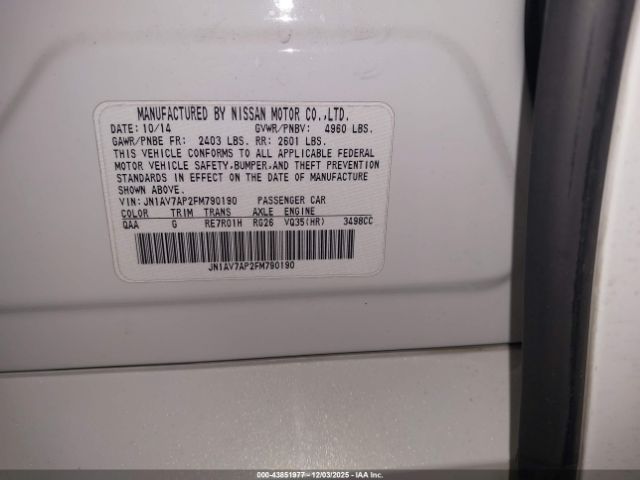 MANUFACTURED BY NISSAN MOTOR CO.,LTD.
DATE: 10/14 GVWR/PNBV: 4960 LBS.
GAWR/PNBE FR: 2403 LBS. RR: 2601 LBS.
THIS VEHICLE CONFORMS TO ALL APPLICABLE FEDERAL
MOTOR VEHICLE SAFETY,BUMPER,AND THEFT PREVENTION
STANDARDS IN EFFECT ON THE DATE OF MANUFACTURE
SHOWN ABOVE.
VIN: JN1AV7AP2FM790190 PASSENGER CAR
COLOR TRIM TRANS AXLE ENGINE
QAA G RE7R01H RG26 VQ35(HR) 3498CC
JN1AV7AP2FM790190
000-43851977 - 12/03/2025 - IAA Inc.